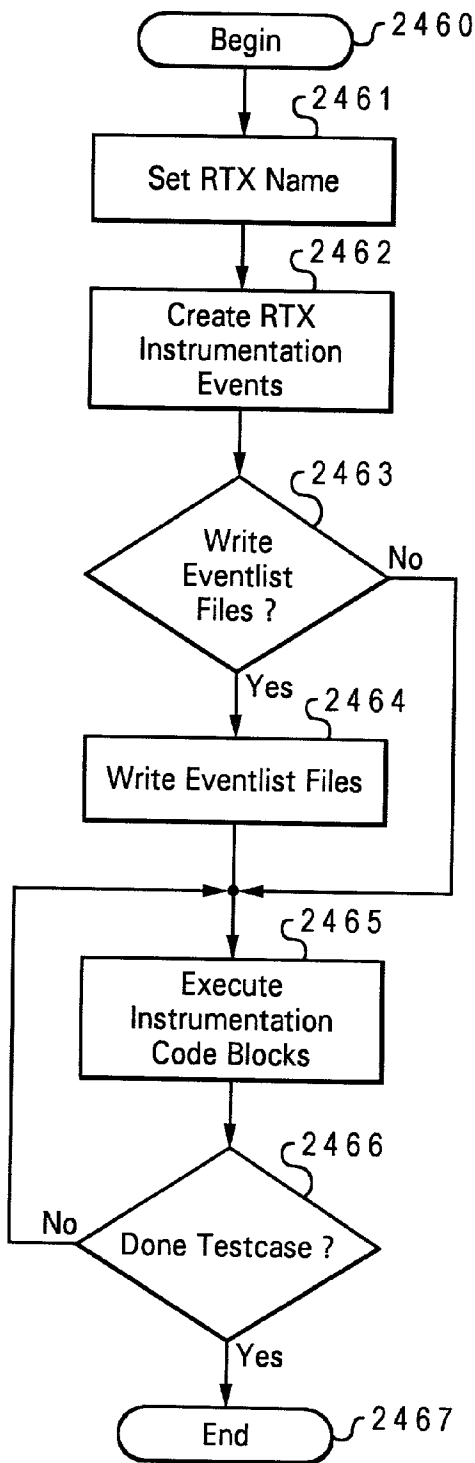 Begin
2460
2461
Set RTX Name
2462
Create RTX
Instrumentation
Events
2463
Write
Eventlist
Files ?
No
Yes
2464
Write Eventlist Files
2465
Execute
Instrumentation
Code Blocks
2466
No
Done Testcase ?
Yes
End
2467